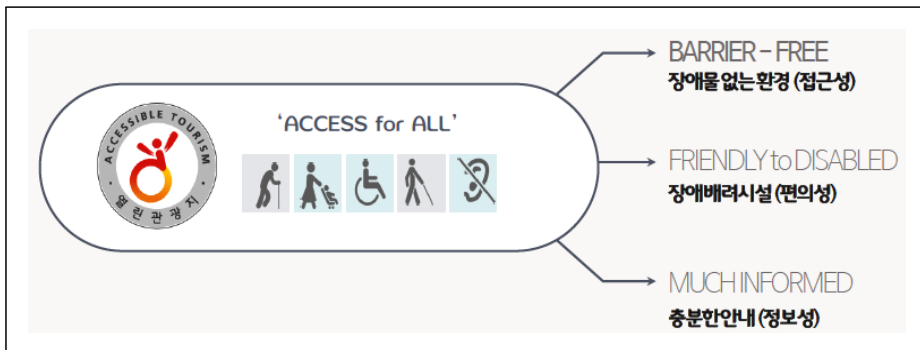 ACCESSIBLE TOURISM
열린관광지
'ACCESS for ALL'
BARRIER - FREE
장애물 없는 환경 (접근성)
FRIENDLY to DISABLED
장애배려시설 (편의성)
MUCH INFORMED
충분한안내 (정보성)